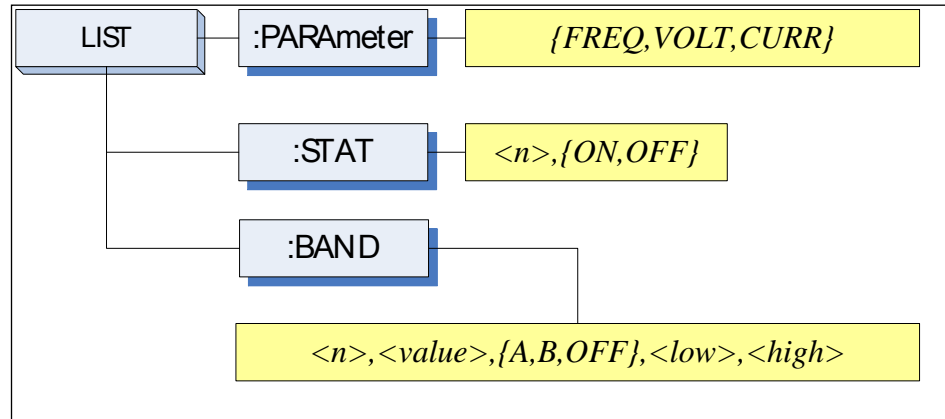 LIST :PARAmeter {FREQ,VOLT,CURR}
:STAT <n>,{ON,OFF}
:BAND
<n>,<value>,{A,B,OFF},<low>,<high>